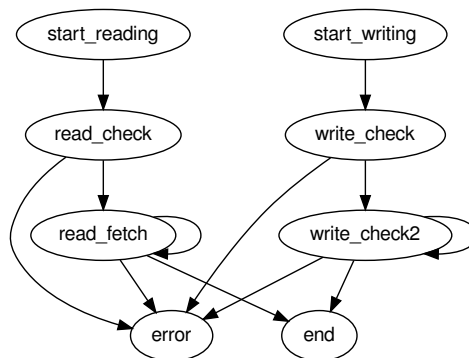 start_reading start_writing
read_check write_check
read_fetch write_check2
error end